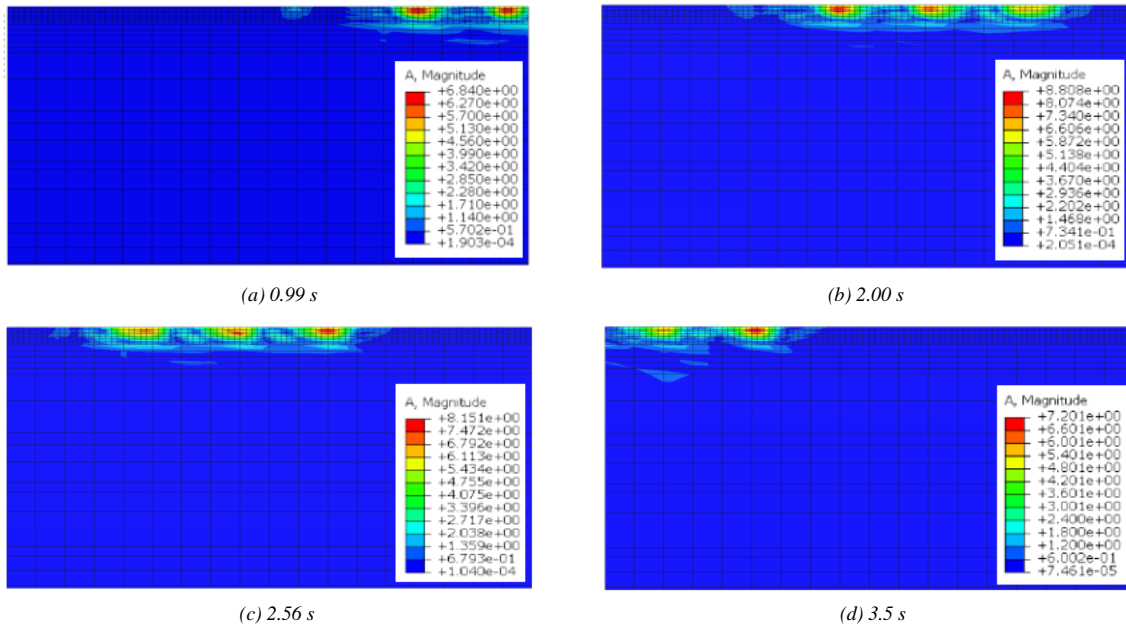 A, Magnitude
+6.840e+00
+6.270e+00
+5.700e+00
+5.130e+00
+4.560e+00
+3.990e+00
+3.420e+00
+2.850e+00
+2.280e+00
+1.710e+00
+1.140e+00
+5.702e-01
+1.903e-04
(a) 0.99 s
A, Magnitude
+8.808e+00
+8.074e+00
+7.340e+00
+6.606e+00
+5.872e+00
+5.138e+00
+4.404e+00
+3.670e+00
+2.936e+00
+2.202e+00
+1.468e+00
+7.341e-01
+2.051e-04
(b) 2.00 s
A, Magnitude
+8.151e+00
+7.472e+00
+6.792e+00
+6.113e+00
+5.434e+00
+4.755e+00
+4.075e+00
+3.396e+00
+2.717e+00
+2.038e+00
+1.359e+00
+6.793e-01
+1.040e-04
(c) 2.56 s
A, Magnitude
+7.201e+00
+6.601e+00
+6.001e+00
+5.401e+00
+4.801e+00
+4.201e+00
+3.601e+00
+3.001e+00
+2.400e+00
+1.800e+00
+1.200e+00
+6.002e-01
+7.461e-05
(d) 3.5 s